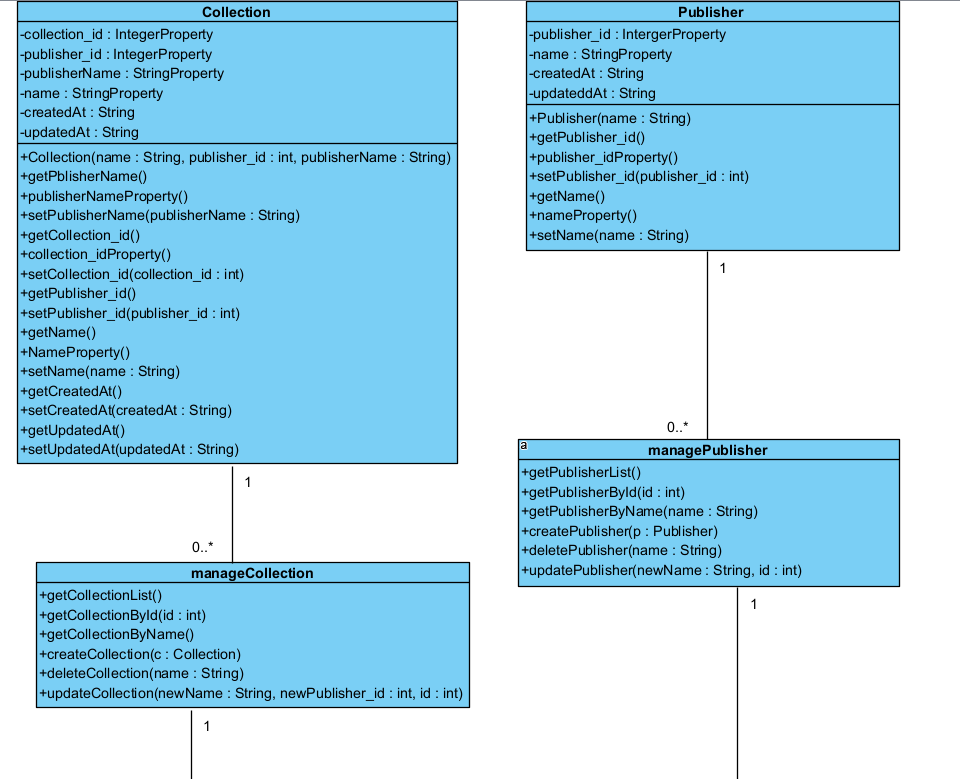 Collection
-collection_id : IntegerProperty
-publisher_id : IntegerProperty
-publisherName : StringProperty
-name : StringProperty
-createdAt : String
-updatedAt : String
+Collection(name : String, publisher_id : int, publisherName : String)
+getPblisherName()
+publisherNameProperty()
+setPublisherName(publisherName : String)
+getCollection_id()
+collection_idProperty()
+setCollection_id(collection_id : int)
+getPublisher_id()
+setPublisher_id(publisher_id : int)
+getName()
+NameProperty()
+setName(name : String)
+getCreatedAt()
+setCreatedAt(createdAt : String)
+getUpdatedAt()
+setUpdatedAt(updatedAt : String)
1
0..*
manageCollection
+getCollectionList()
+getCollectionById(id : int)
+getCollectionByName()
+createCollection(c : Collection)
+deleteCollection(name : String)
+updateCollection(newName : String, newPublisher_id : int, id : int)
1
Publisher
-publisher_id : IntergerProperty
-name : StringProperty
-createdAt : String
-updateddAt : String
+Publisher(name : String)
+getPublisher_id()
+publisher_idProperty()
+setPublisher_id(publisher_id : int)
+getName()
+nameProperty()
+setName(name : String)
1
0..*
a
managePublisher
+getPublisherList()
+getPublisherById(id : int)
+getPublisherByName(name : String)
+createPublisher(p : Publisher)
+deletePublisher(name : String)
+updatePublisher(newName : String, id : int)
1